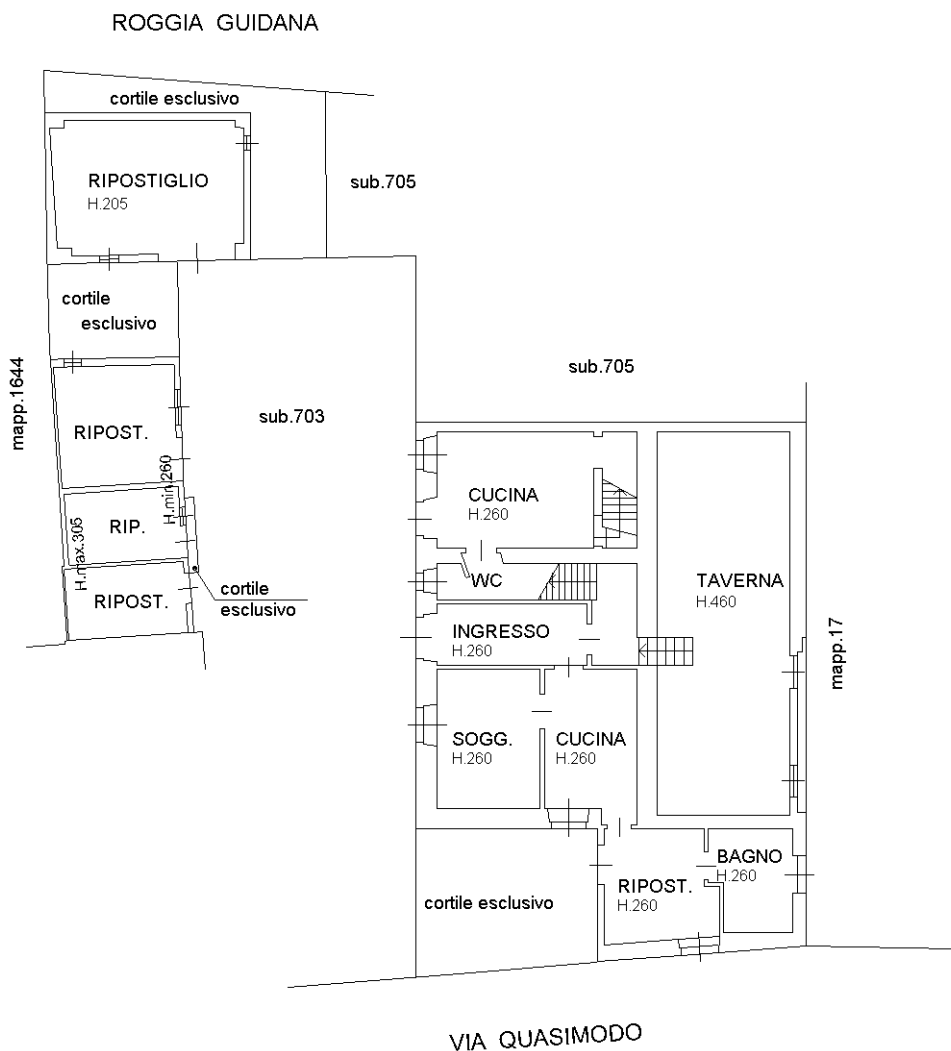 ROGGIA GUIDANA
cortile esclusivo
RIPOSTIGLIO
H.205
sub.705
cortile
esclusivo
mapp.1644
sub.703
sub.705
RIPOST.
H.min.260
RIP.
H.max.305
RIPOST.
cortile
esclusivo
CUCINA
H.260
WC
TAVERNA
H.460
INGRESSO
H.260
mapp.17
SOGG.
H.260
CUCINA
H.260
BAGNO
H.260
RIPOST.
H.260
cortile esclusivo
VIA QUASIMODO